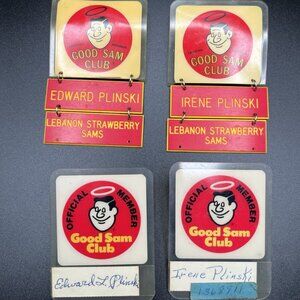 GOOD SAM
CLUB
EDWARD PLINSKI
LEBANON STRAWBERRY
SAMS
GOOD SAM
CLUB
IRENE PLINSKI
LEBANON STRAWBERRY
SAMS
OFFICIAL MEMBER
Good Sam
Club
Edward L Plinski
OFFICIAL MEMBER
Good Sam
Club
Irene Plinski